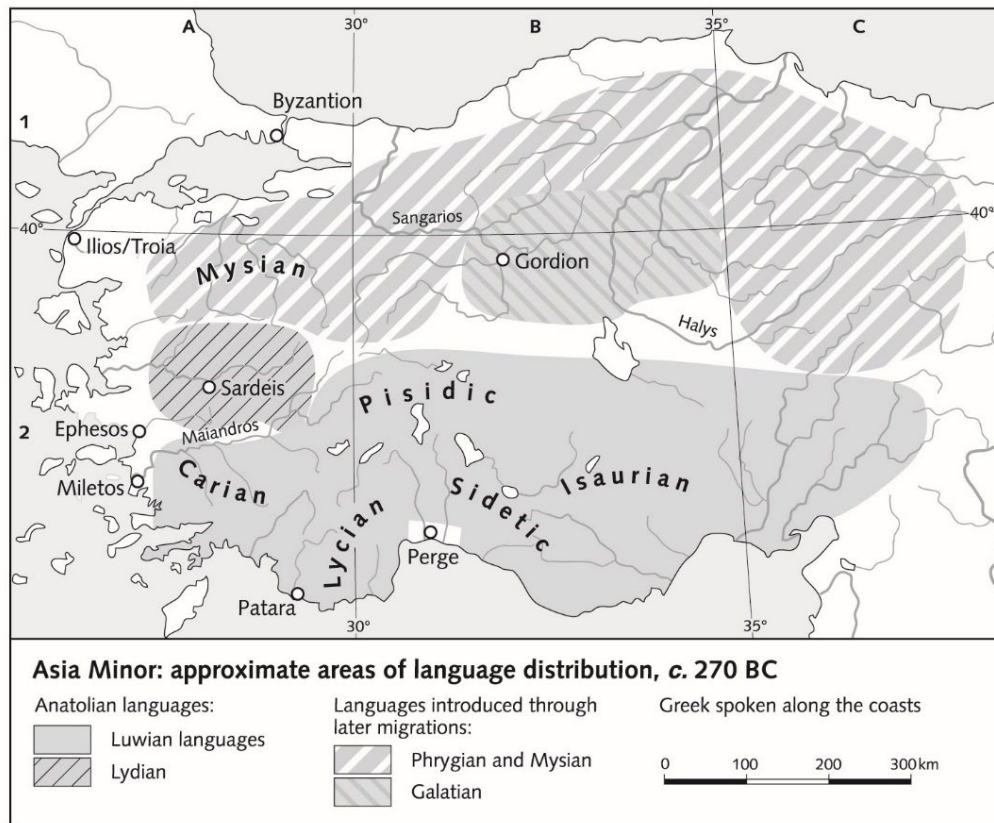 A
30°
B
35°
C
Byzantion
1
Sangarios
40°
40°
Ilios/Troia
Gordion
Mysian
Halys
Sardeis
Pisidic
2
Ephesos
Maiandros
Carian
Miletos
Isaurian
Sidetic
Lycian
Perge
Patara
30°
35°
Asia Minor: approximate areas of language distribution, c. 270 BC
Anatolian languages:
Luwian languages
Lydian
Languages introduced through
later migrations:
Phrygian and Mysian
Galatian
Greek spoken along the coasts
0 100 200 300 km